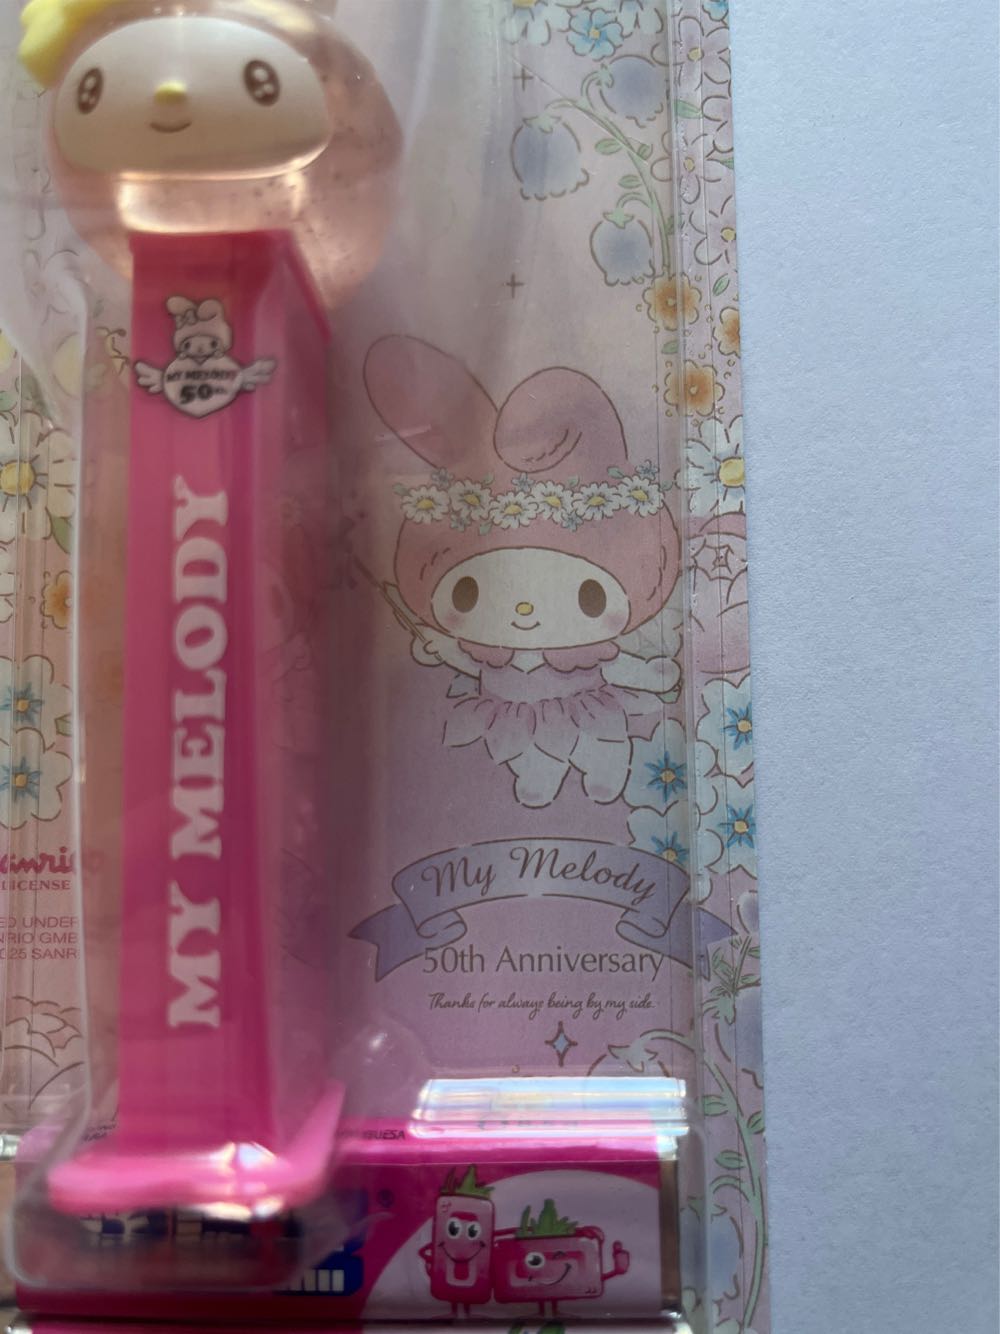 MY MELODY
50th
MY MELODY
My Melody
50th Anniversary
Thanks for always being by my side.
LICENSE